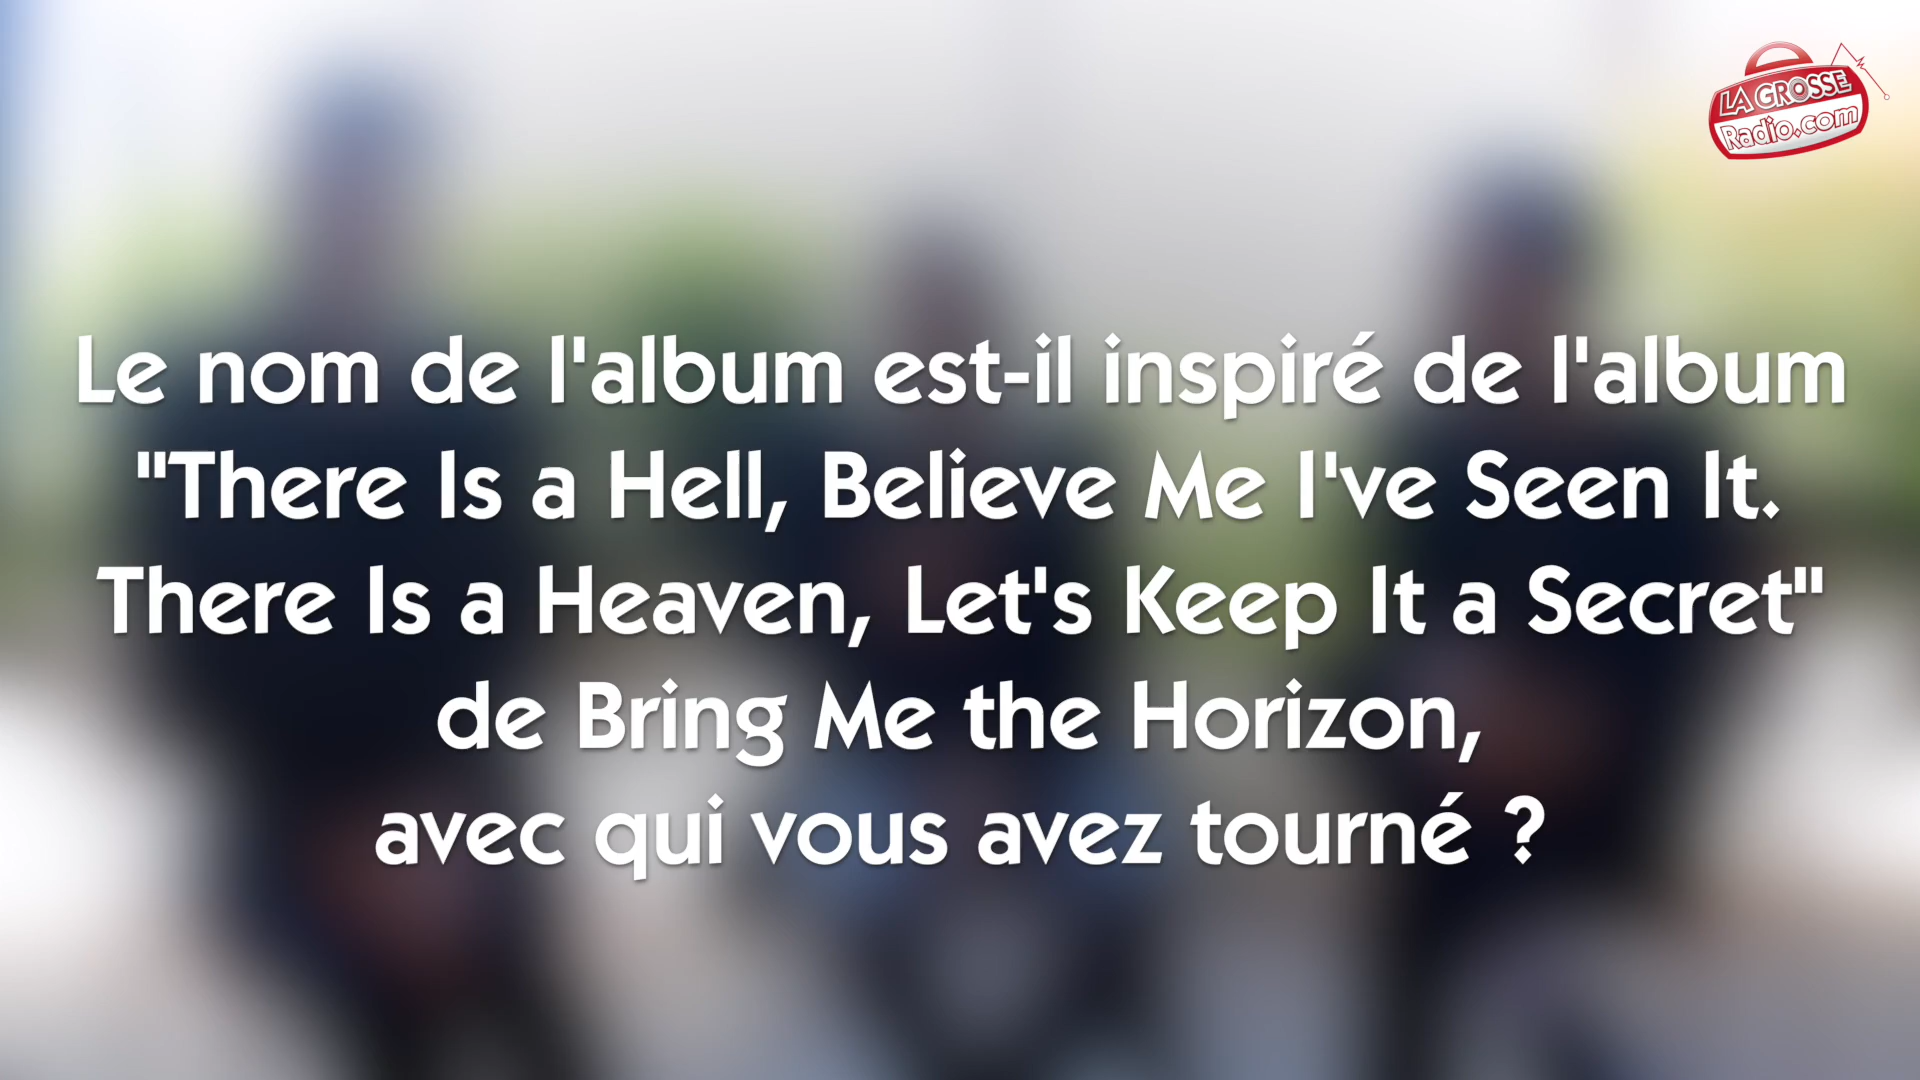 LA GROSSE
Radio.com
Le nom de l'album est-il inspiré de l'album
"There Is a Hell, Believe Me I've Seen It.
There Is a Heaven, Let's Keep It a Secret"
de Bring Me the Horizon,
avec qui vous avez tourné ?